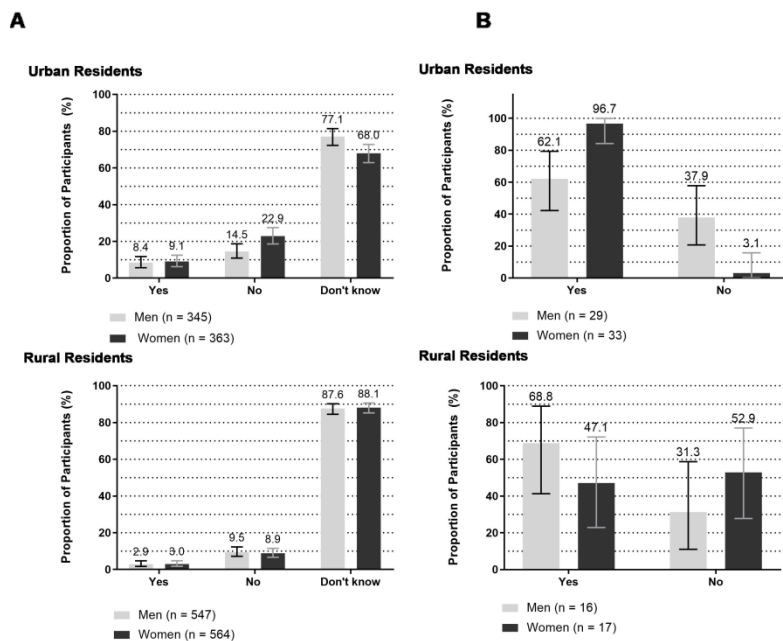 A
Urban Residents
Proportion of Participants (%)
100
80
60
40
20
0
8.4
9.1
14.5
22.9
77.1
68.0
Yes
No
Don't know
Men (n = 345)
Women (n = 363)
Rural Residents
Proportion of Participants (%)
100
80
60
40
20
0
2.9
3.0
9.5
8.9
87.6
88.1
Yes
No
Don't know
Men (n = 547)
Women (n = 564)
B
Urban Residents
Proportion of Participants (%)
100
80
60
40
20
0
62.1
96.7
37.9
3.1
Yes
No
Men (n = 29)
Women (n = 33)
Rural Residents
Proportion of Participants (%)
100
80
60
40
20
0
68.8
47.1
31.3
52.9
Yes
No
Men (n = 16)
Women (n = 17)